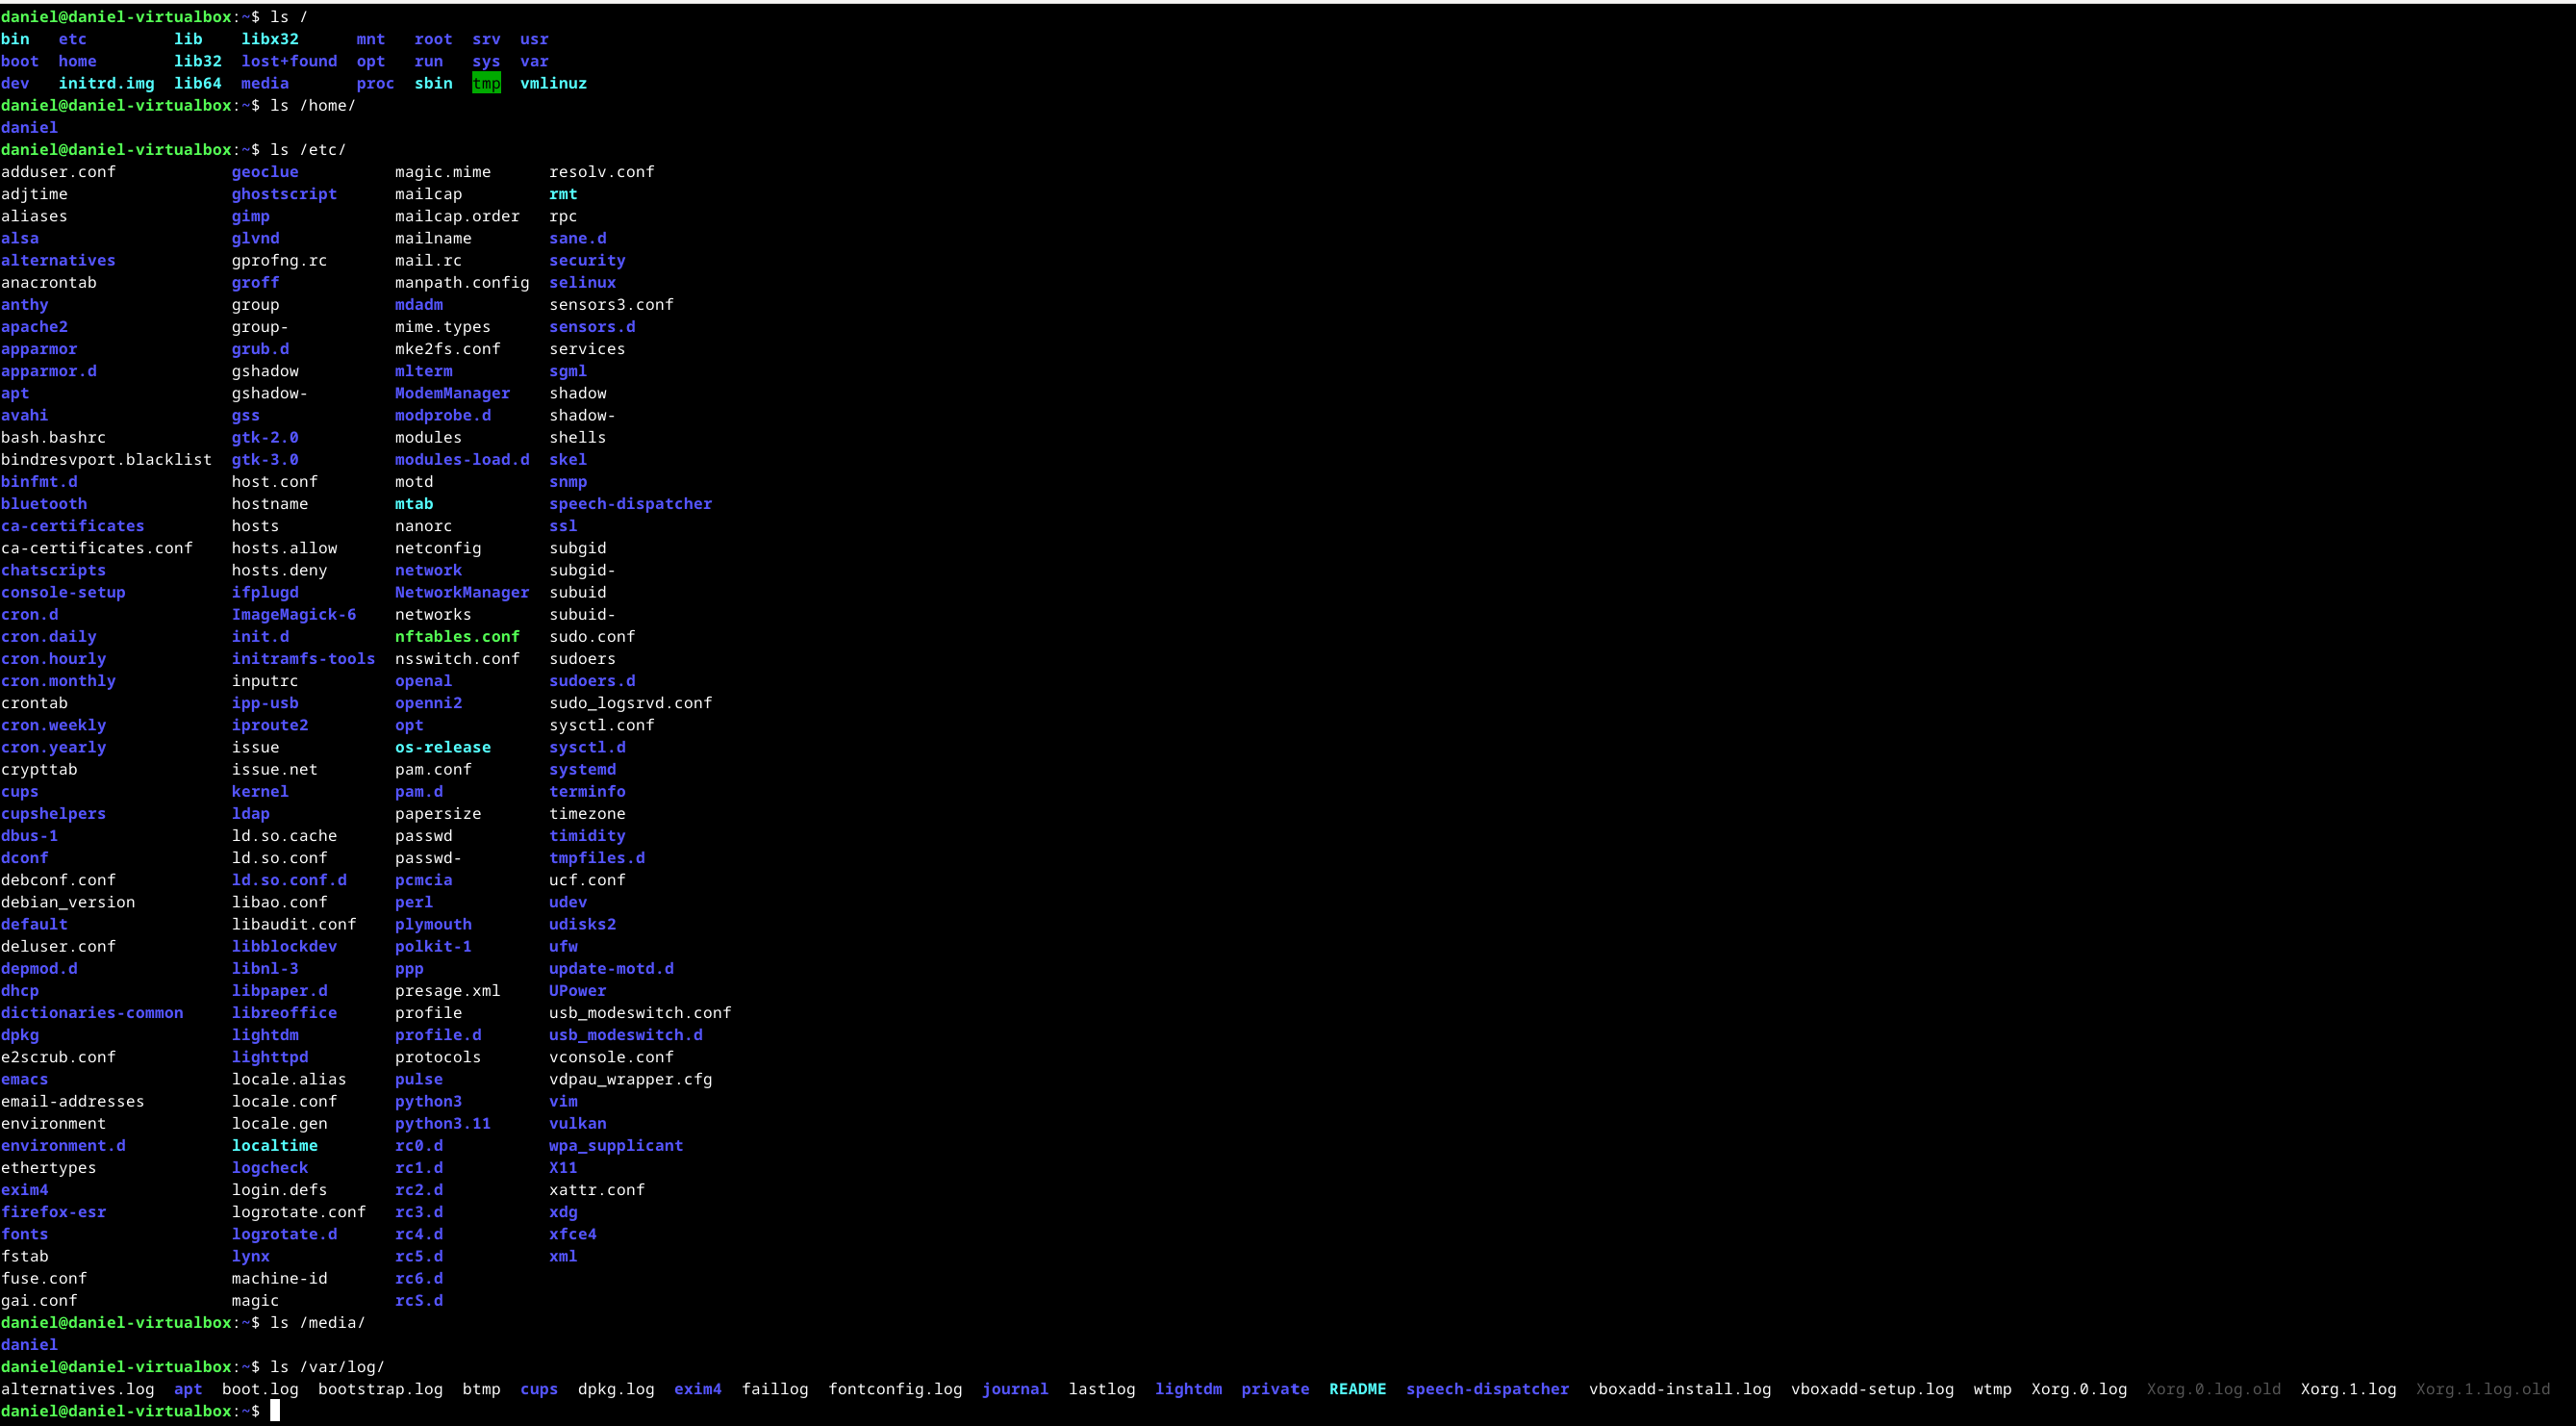 daniel@daniel-virtualbox:~$ ls /
bin   etc         lib    libx32      mnt   root  srv  usr
boot  home        lib32  lost+found  opt   run   sys  var
dev   initrd.img  lib64  media       proc  sbin  tmp  vmlinuz
daniel@daniel-virtualbox:~$ ls /home/
daniel
daniel@daniel-virtualbox:~$ ls /etc/
adduser.conf            geoclue          magic.mime      resolv.conf
adjtime                 ghostscript      mailcap         rmt
aliases                 gimp             mailcap.order   rpc
alsa                    glvnd            mailname        sane.d
alternatives            gprofng.rc       mail.rc         security
anacrontab              groff            manpath.config  selinux
anthy                   group            mdadm           sensors3.conf
apache2                 group-           mime.types      sensors.d
apparmor                grub.d           mke2fs.conf     services
apparmor.d              gshadow          mlterm          sgml
apt                     gshadow-         ModemManager    shadow
avahi                   gss              modprobe.d      shadow-
bash.bashrc             gtk-2.0          modules         shells
bindresvport.blacklist  gtk-3.0          modules-load.d  skel
binfmt.d                host.conf        motd            snmp
bluetooth               hostname         mtab            speech-dispatcher
ca-certificates         hosts            nanorc          ssl
ca-certificates.conf    hosts.allow      netconfig       subgid
chatscripts             hosts.deny       network         subgid-
console-setup           ifplugd          NetworkManager  subuid
cron.d                  ImageMagick-6    networks        subuid-
cron.daily              init.d           nftables.conf   sudo.conf
cron.hourly             initramfs-tools  nsswitch.conf   sudoers
cron.monthly            inputrc          openal          sudoers.d
crontab                 ipp-usb          openni2         sudo_logsrvd.conf
cron.weekly             iproute2         opt             sysctl.conf
cron.yearly             issue            os-release      sysctl.d
crypttab                issue.net        pam.conf        systemd
cups                    kernel           pam.d           terminfo
cupshelpers             ldap             papersize       timezone
dbus-1                  ld.so.cache      passwd          timidity
dconf                   ld.so.conf       passwd-         tmpfiles.d
debconf.conf            ld.so.conf.d     pcmcia          ucf.conf
debian_version          libao.conf       perl            udev
default                 libaudit.conf    plymouth        udisks2
deluser.conf            libblockdev      polkit-1        ufw
depmod.d                libnl-3          ppp             update-motd.d
dhcp                    libpaper.d       presage.xml     UPower
dictionaries-common     libreoffice      profile         usb_modeswitch.conf
dpkg                    lightdm          profile.d       usb_modeswitch.d
e2scrub.conf            lighttpd         protocols       vconsole.conf
emacs                   locale.alias     pulse           vdpau_wrapper.cfg
email-addresses         locale.conf      python3         vim
environment             locale.gen       python3.11      vulkan
environment.d           localtime        rc0.d           wpa_supplicant
ethertypes              logcheck         rc1.d           X11
exim4                   login.defs       rc2.d           xattr.conf
firefox-esr             logrotate.conf   rc3.d           xdg
fonts                   logrotate.d      rc4.d           xfce4
fstab                   lynx             rc5.d           xml
fuse.conf               machine-id       rc6.d
gai.conf                magic            rcS.d
daniel@daniel-virtualbox:~$ ls /media/
daniel
daniel@daniel-virtualbox:~$ ls /var/log/
alternatives.log  apt  boot.log  bootstrap.log  btmp  cups  dpkg.log  exim4  faillog  fontconfig.log  journal  lastlog  lightdm  private  README  speech-dispatcher  vboxadd-install.log  vboxadd-setup.log  wtmp  Xorg.0.log  Xorg.0.log.old  Xorg.1.log  Xorg.1.log.old
daniel@daniel-virtualbox:~$